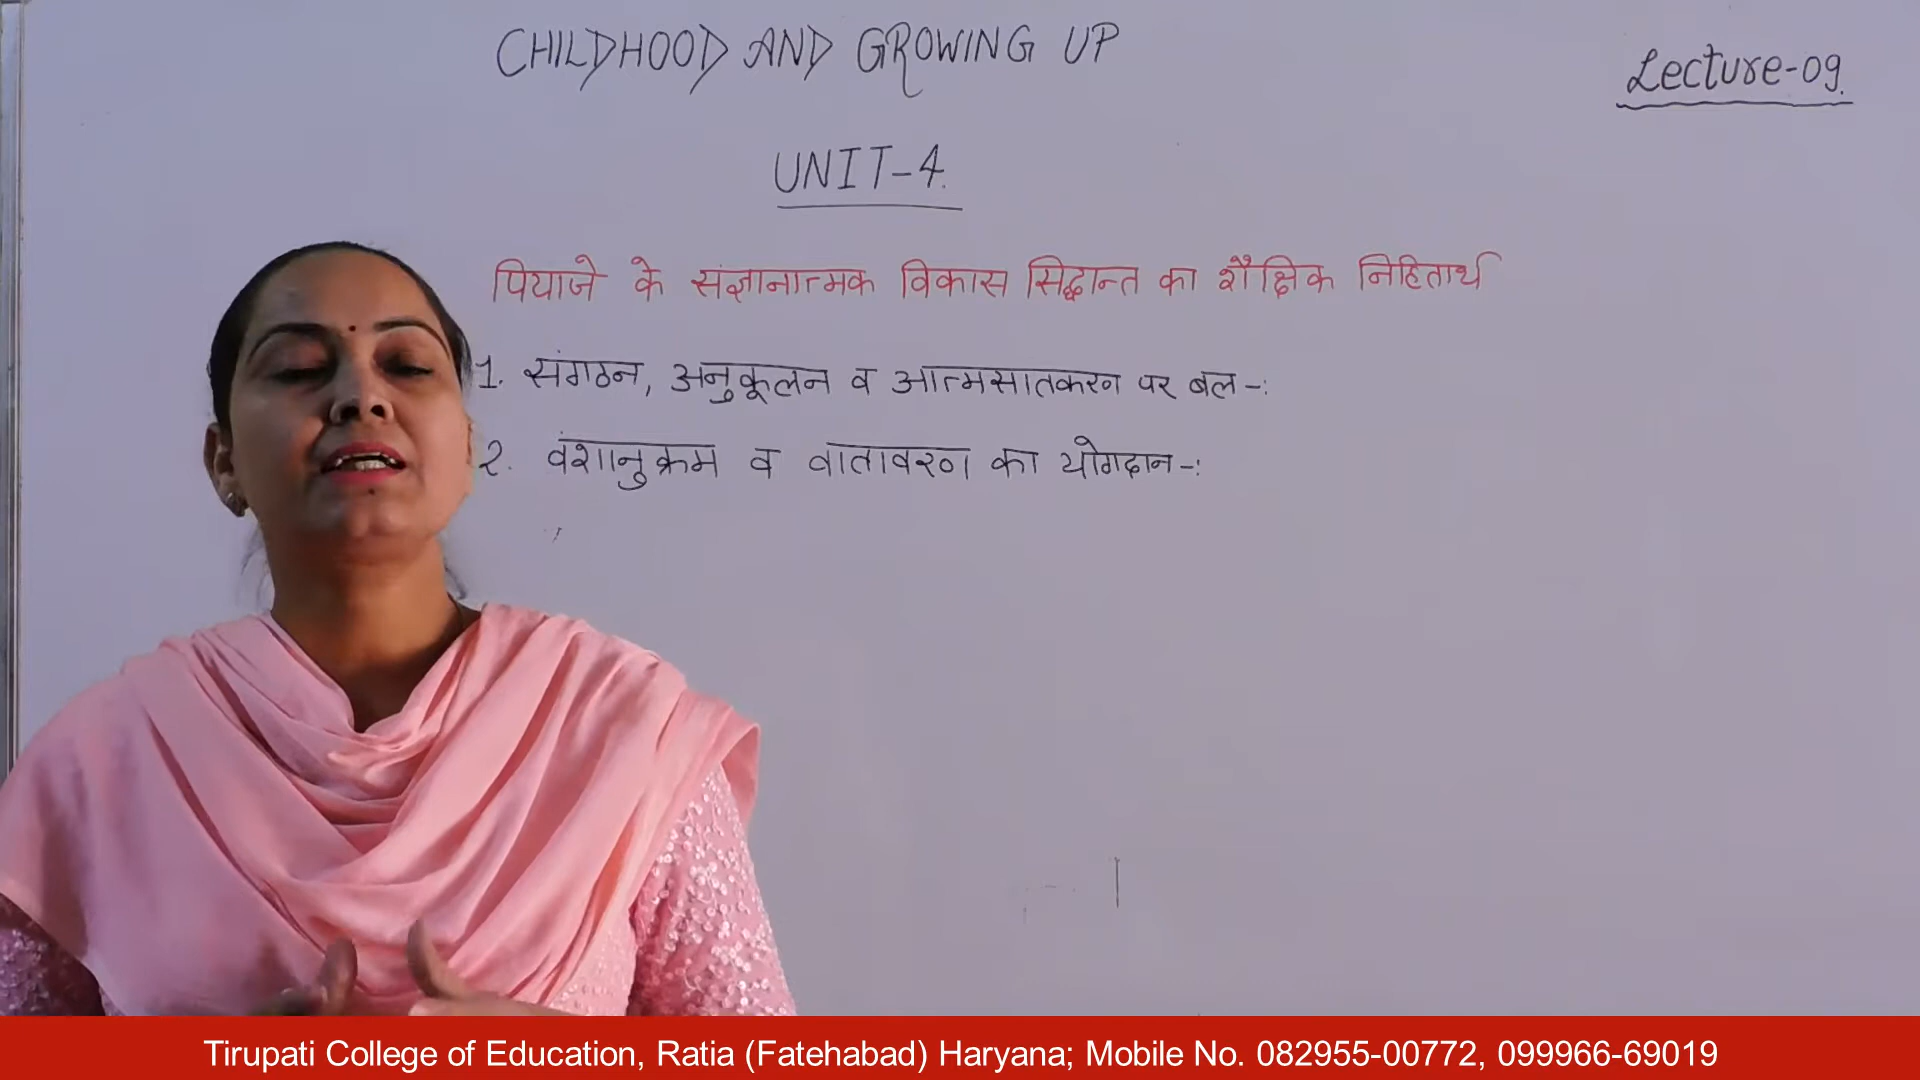 CHILDHOOD AND GROWING UP
Lecture-09.
UNIT-4.
पियाजे के संज्ञानात्मक विकास सिद्धान्त का शैक्षिक निहितार्थ
1. संगठन, अनुकूलन व आत्मसातकरण पर बल-:
2. वंशानुक्रम व वातावरण का योगदान-:
Tirupati College of Education, Ratia (Fatehabad) Haryana; Mobile No. 082955-00772, 099966-69019